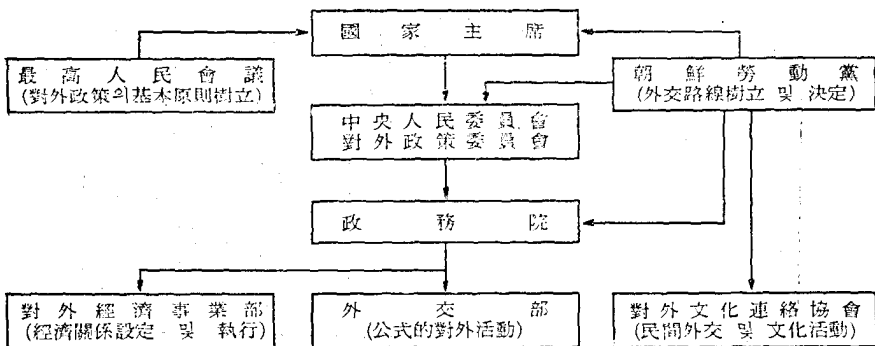 國家主席
最高人民會議
(對外政策의基本原則樹立)
朝鮮勞動黨
(外交路線樹立 및 決定)
中央人民委員會
對外政策委員會
政務院
對外經濟事業部
(經濟關係設定 및 執行)
外交部
(公式的對外活動)
對外文化連絡協會
(民間外交 및 文化活動)